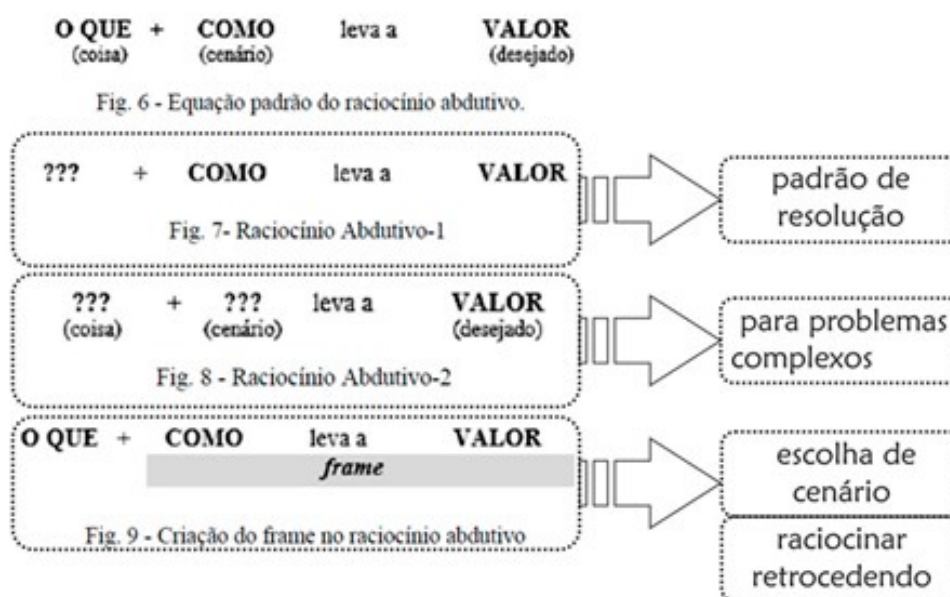 O QUE + COMO leva a VALOR
(coisa) (cenário) (desejado)
Fig. 6 - Equação padrão do raciocínio abdutivo.
??? + COMO leva a VALOR
Fig. 7- Raciocínio Abdutivo-1
padrão de
resolução
??? + ??? leva a VALOR
(coisa) (cenário) (desejado)
Fig. 8 - Raciocínio Abdutivo-2
para problemas
complexos
O QUE + COMO leva a VALOR
frame
Fig. 9 - Criação do frame no raciocínio abdutivo
escolha de
cenário
raciocinar
retrocedendo